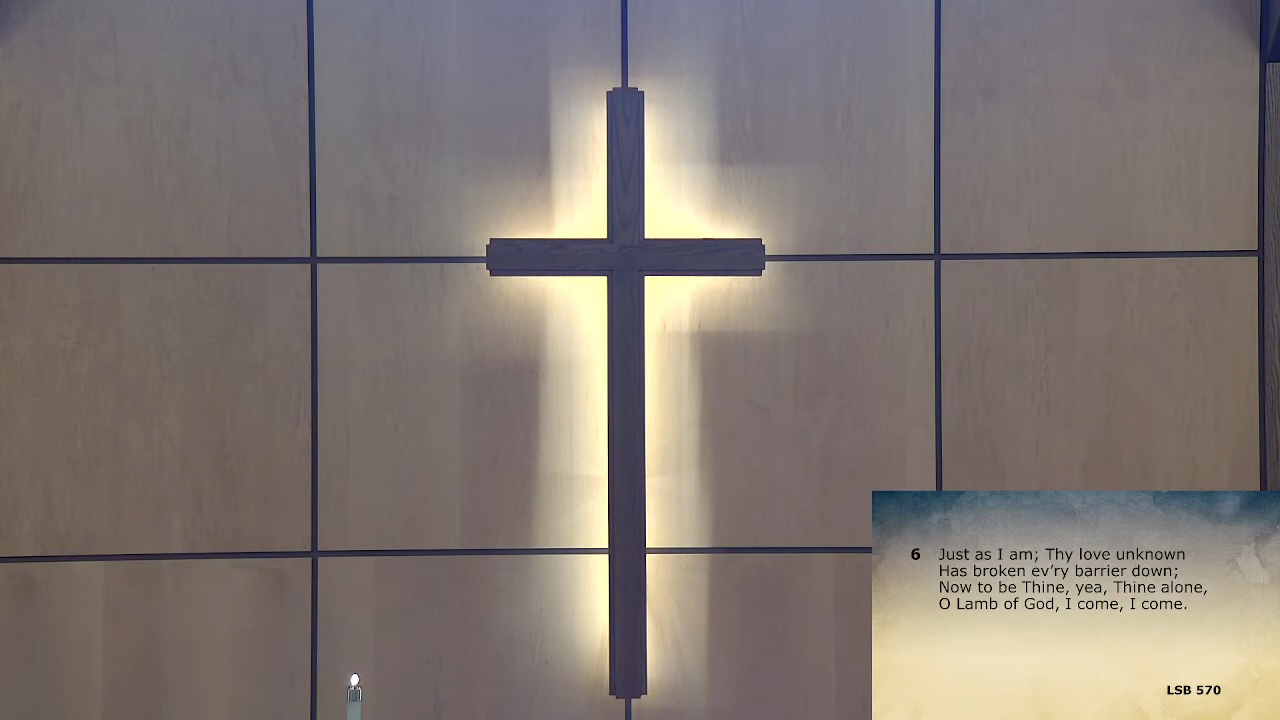 6 Just as I am; Thy love unknown
Has broken ev'ry barrier down;
Now to be Thine, yea, Thine alone,
O Lamb of God, I come, I come.
LSB 570